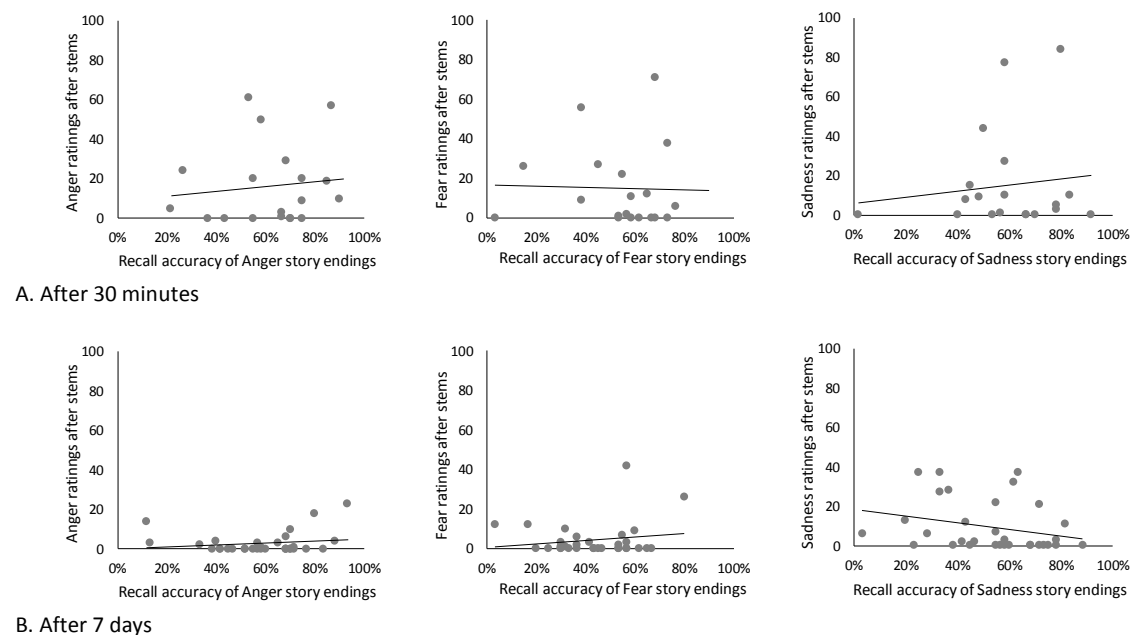 100
80
60
40
20
0
0% 20% 40% 60% 80% 100%
Anger ratinngs after stems
Recall accuracy of Anger story endings
100
80
60
40
20
0
0% 20% 40% 60% 80% 100%
Fear ratinngs after stems
Recall accuracy of Fear story endings
100
80
60
40
20
0
0% 20% 40% 60% 80% 100%
Sadness ratinngs after stems
Recall accuracy of Sadness story endings
A. After 30 minutes
100
80
60
40
20
0
0% 20% 40% 60% 80% 100%
Anger ratinngs after stems
Recall accuracy of Anger story endings
100
80
60
40
20
0
0% 20% 40% 60% 80% 100%
Fear ratinngs after stems
Recall accuracy of Fear story endings
100
80
60
40
20
0
0% 20% 40% 60% 80% 100%
Sadness ratinngs after stems
Recall accuracy of Sadness story endings
B. After 7 days